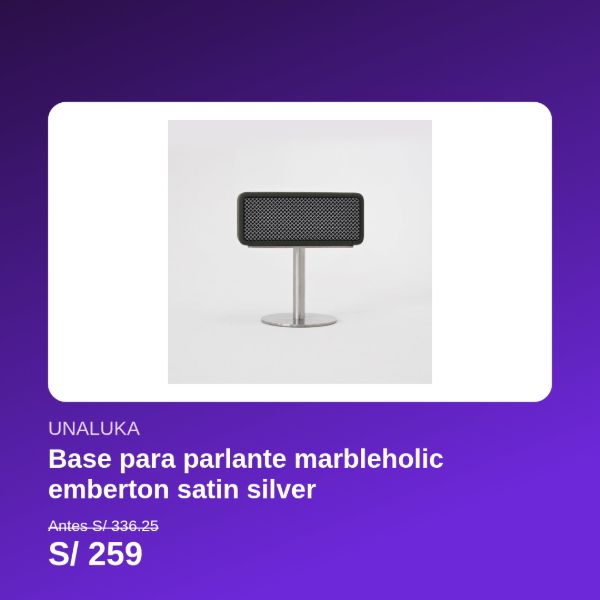 UNALUKA
Base para parlante marbleholic
emberton satin silver
Antes S/ 336.25
S/ 259